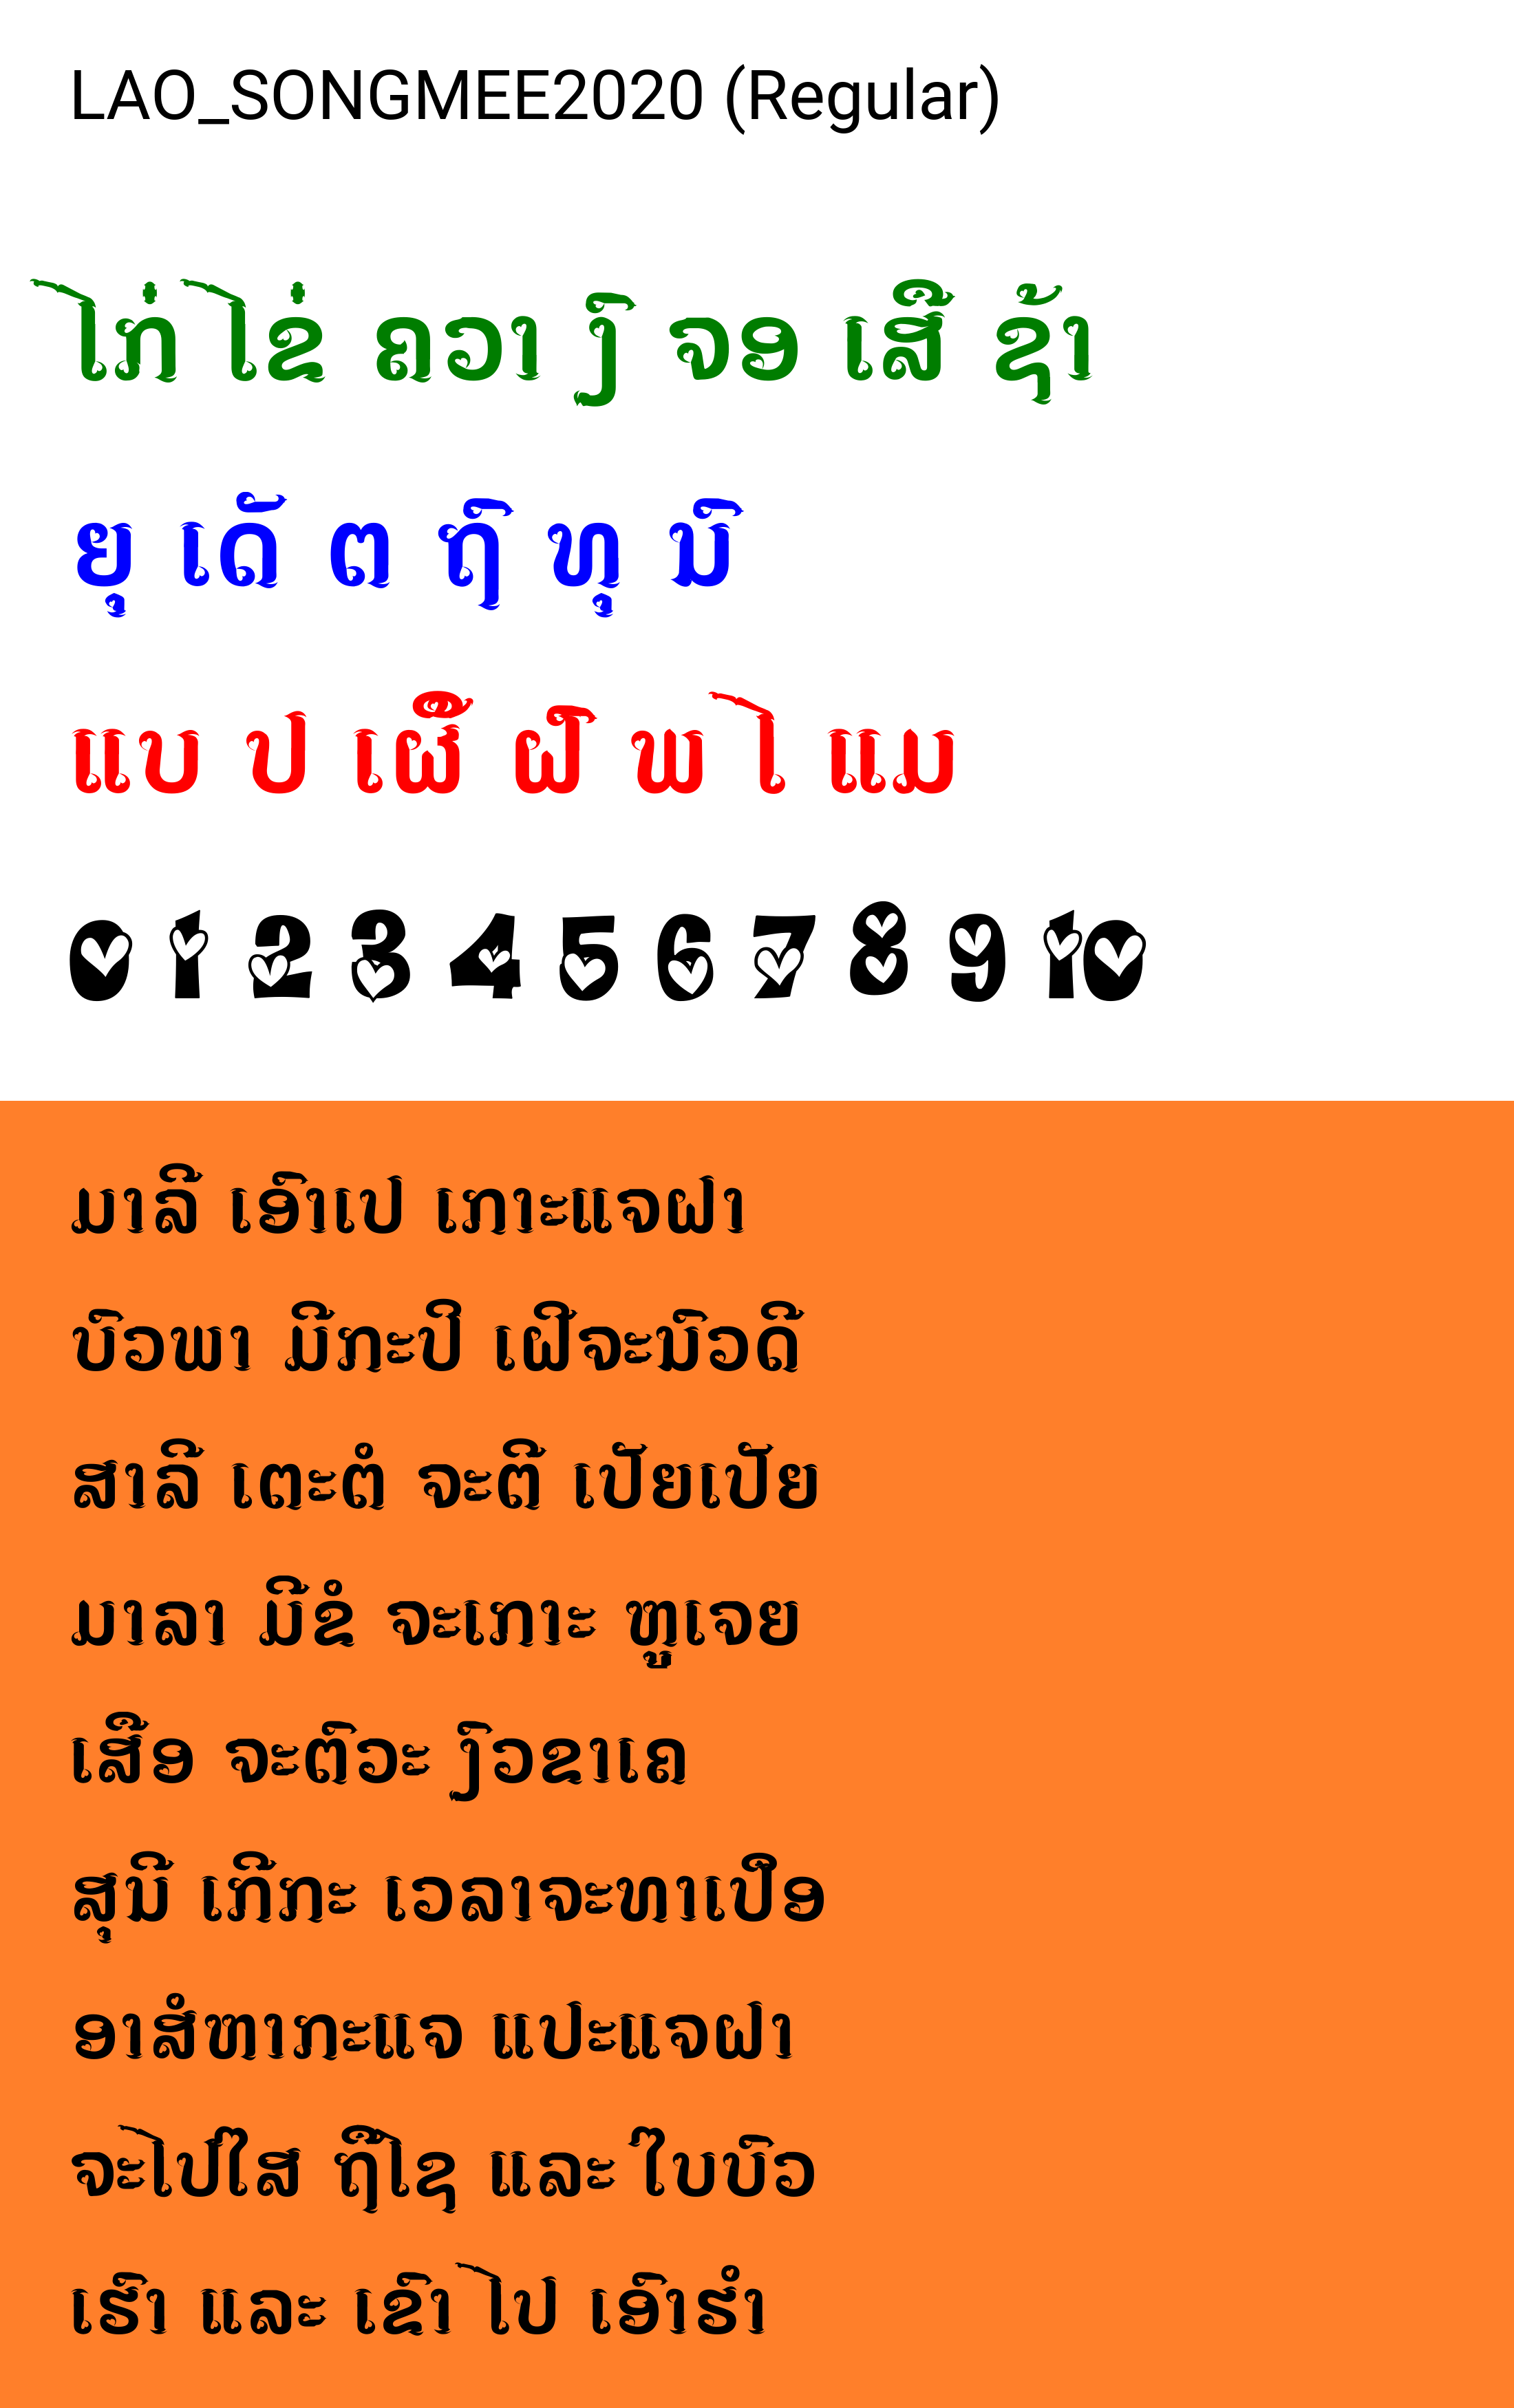 LAO_SONGMEE2020 (Regular)
ໄກ່ ໄຂ່ ຄວາ ງົ ຈອ ເສື ຊ້າ
ຍຸ ເດັ ຕ ຖົ ທຸ ນົ
ແບ ປ ເຜື ຝົ ພໄ ແມ
0 1 2 3 4 5 6 7 8 9 10
ມາລີ ເອົາເປ ເກາະແຈຝາ
ບົວພາ ມີກະປິ ເຝິຈະນົວດີ
ສາລີ ເຕະຕໍ ຈະຕີ ເປັຍເປັຍ
ມາລາ ມີຂໍ ຈະເກາະ ຫູເຈຍ
ເສືອ ຈະຕົວະ ງົວຂາເຄ
ສຸນີ ເກີກະ ເວລາຈະທາເປືອ
ອາສໍຫາກະແຈ ແປະແຈຝາ
ຈະໄປໃສ ຖືໄຊ ແລະ ໃບບົວ
ເຮົາ ແລະ ເຂົາໄປ ເອົາຮຳ